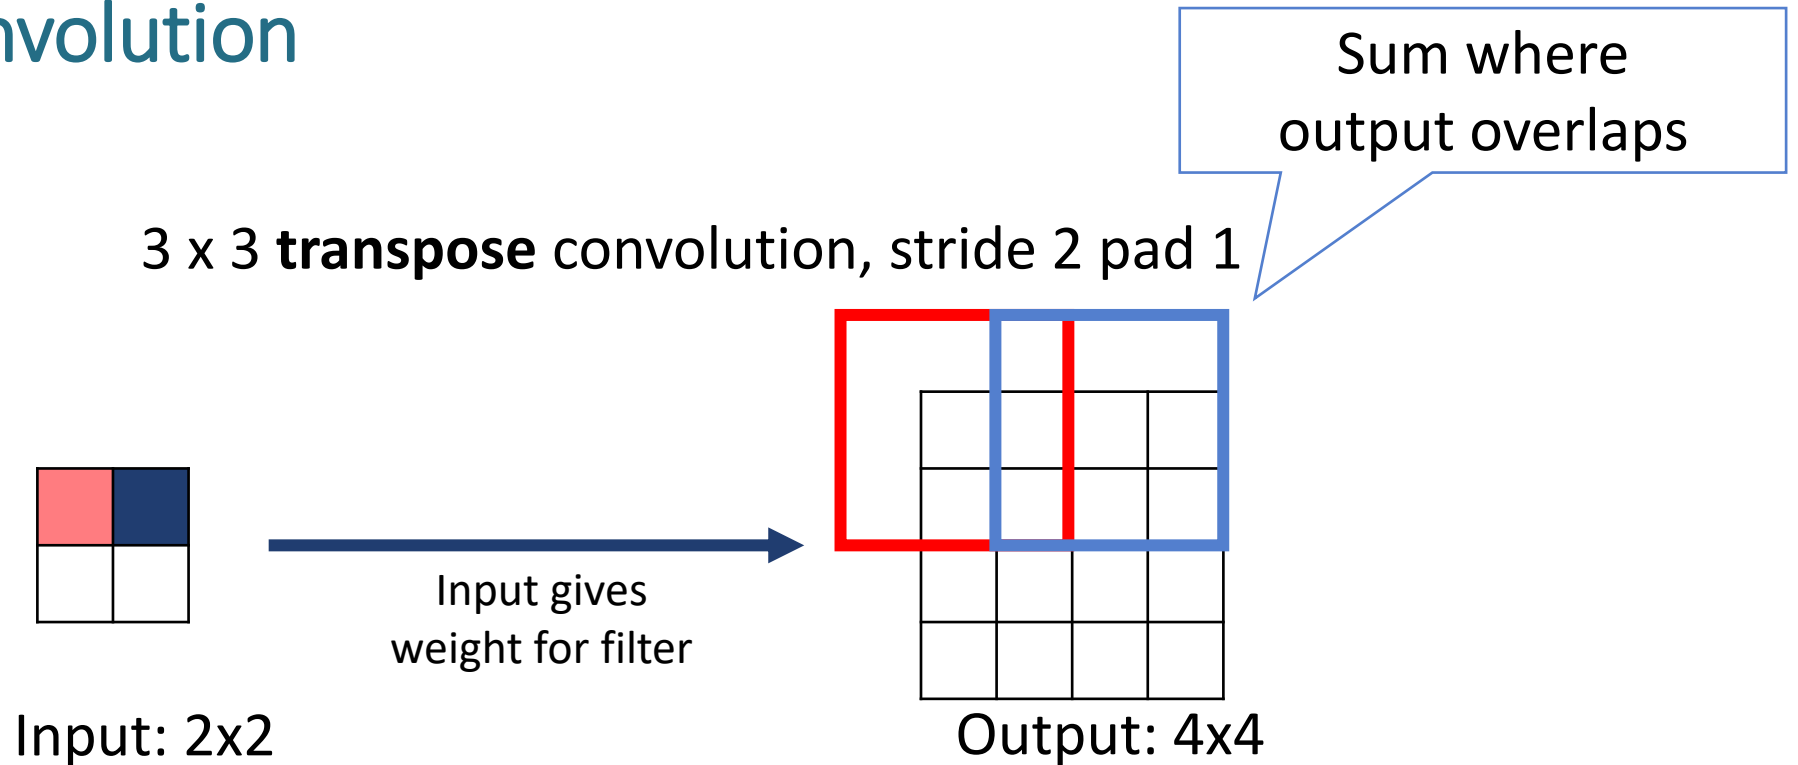 nvolution
Sum where
output overlaps
3 x 3 transpose convolution, stride 2 pad 1
Input gives
weight for filter
Input: 2x2
Output: 4x4